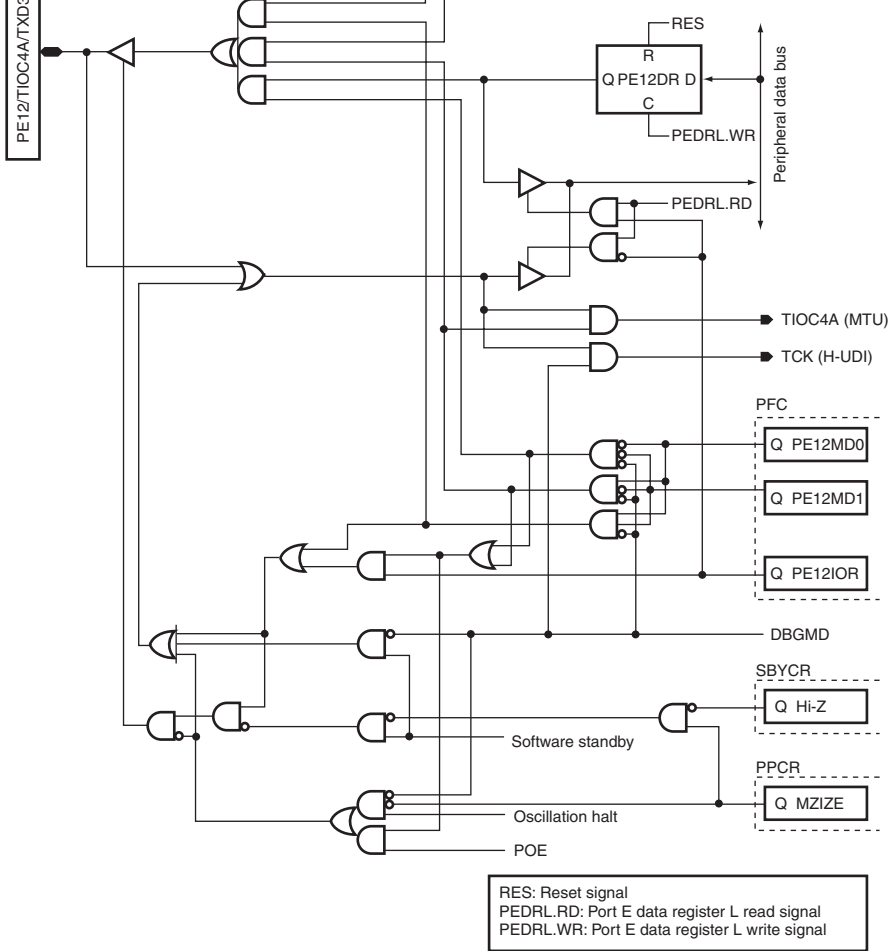 PE12/TIOC4A/TXD3
RES
R
Q PE12DR D
C
PEDRL.WR
Peripheral data bus
PEDRL.RD
TIOC4A (MTU)
TCK (H-UDI)
PFC
Q PE12MD0
Q PE12MD1
Q PE12IOR
DBGMD
SBYCR
Q Hi-Z
Software standby
PPCR
Q MZIZE
Oscillation halt
POE
RES: Reset signal
PEDRL.RD: Port E data register L read signal
PEDRL.WR: Port E data register L write signal